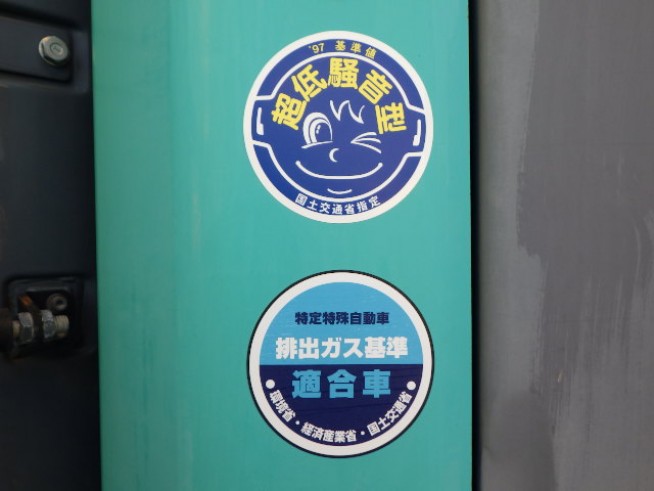 '97 基準値
超低騒音型
国土交通省指定
特定特殊自動車
排出ガス基準
適合車
環境省・経済産業省・国土交通省